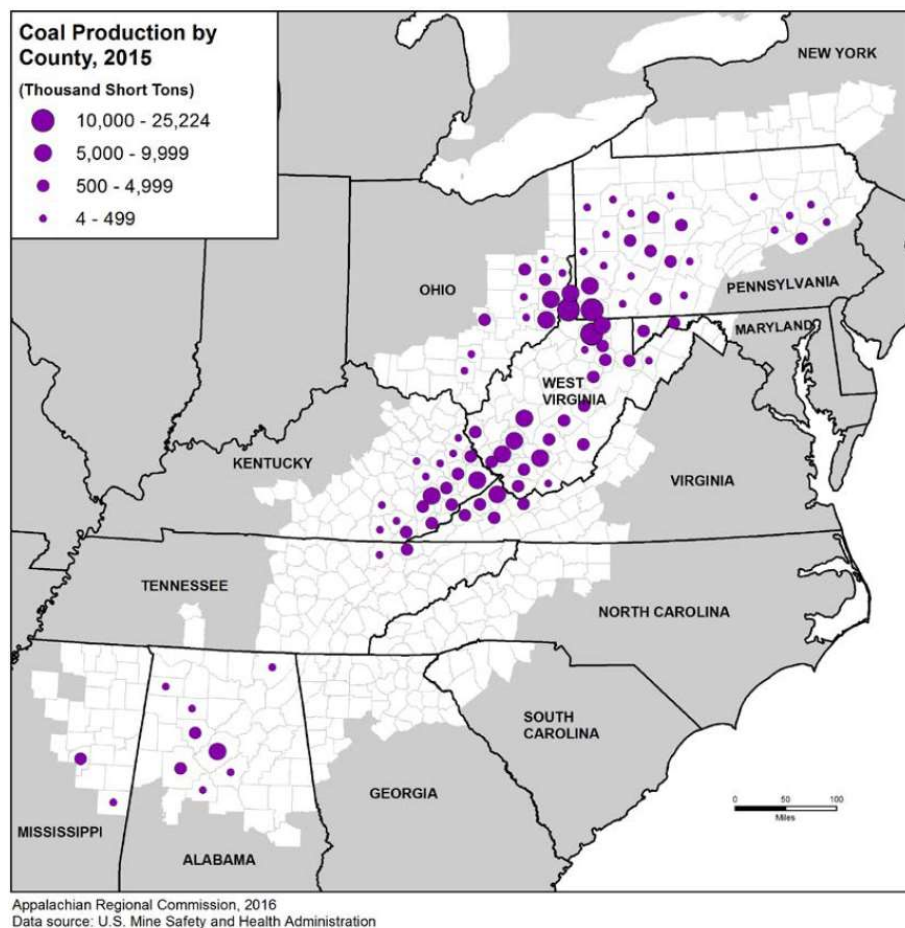 Coal Production by
County, 2015
(Thousand Short Tons)
10,000 - 25,224
5,000 - 9,999
500 - 4,999
4 - 499
NEW YORK
PENNSYLVANIA
OHIO
MARYLAND
WEST
VIRGINIA
KENTUCKY
VIRGINIA
TENNESSEE
NORTH CAROLINA
SOUTH
CAROLINA
GEORGIA
MISSISSIPPI
ALABAMA
0 50 100
Miles
Appalachian Regional Commission, 2016
Data source: U.S. Mine Safety and Health Administration